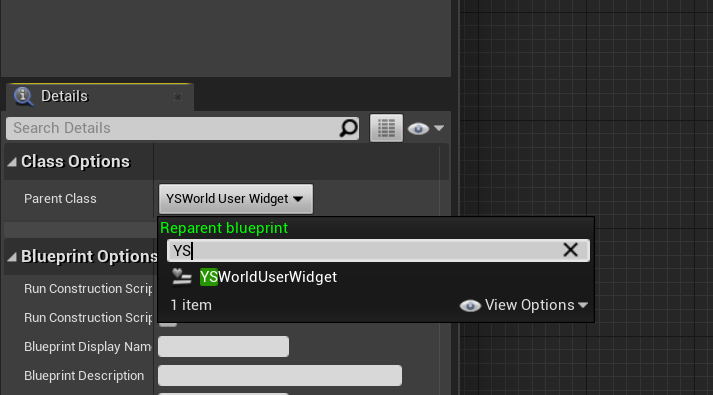 Details
Search Details
Class Options
Parent Class
YSWorld User Widget
Reparent blueprint
YS
YSWorldUserWidget
1 item
View Options
Blueprint Options
Run Construction Scrip
Run Construction Scrip
Blueprint Display Nam
Blueprint Description